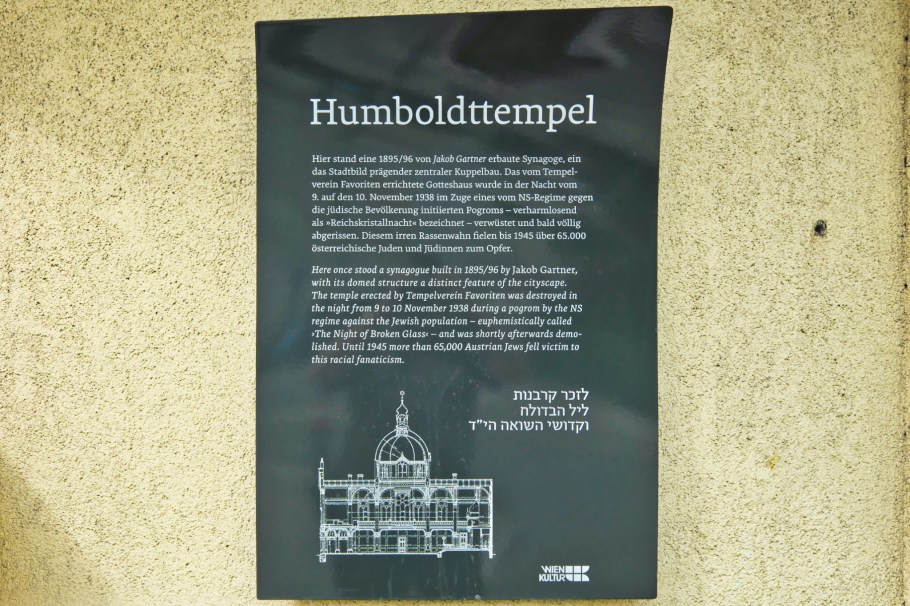 Humboldttempel
Hier stand eine 1895/96 von Jakob Gartner erbaute Synagoge, ein
das Stadtbild prägender zentraler Kuppelbau. Das vom Tempel-
verein Favoriten errichtete Gotteshaus wurde in der Nacht vom
9. auf den 10. November 1938 im Zuge eines vom NS-Regime gegen
die jüdische Bevölkerung initiierten Pogroms – verharmlosend
als »Reichskristallnacht« bezeichnet – verwüstet und bald völlig
abgerissen. Diesem irren Rassenwahn fielen bis 1945 über 65.000
österreichische Juden und Jüdinnen zum Opfer.
Here once stood a synagogue built in 1895/96 by Jakob Gartner,
with its domed structure a distinct feature of the cityscape.
The temple erected by Tempelverein Favoriten was destroyed in
the night from 9 to 10 November 1938 during a pogrom by the NS
regime against the Jewish population – euphemistically called
›The Night of Broken Glass‹ – and was shortly afterwards demo-
lished. Until 1945 more than 65,000 Austrian Jews fell victim to
this racial fanaticism.
לזכר קרבנות
ליל הבדולח
וקדושי השואה הי״ד
WIEN
KULTUR